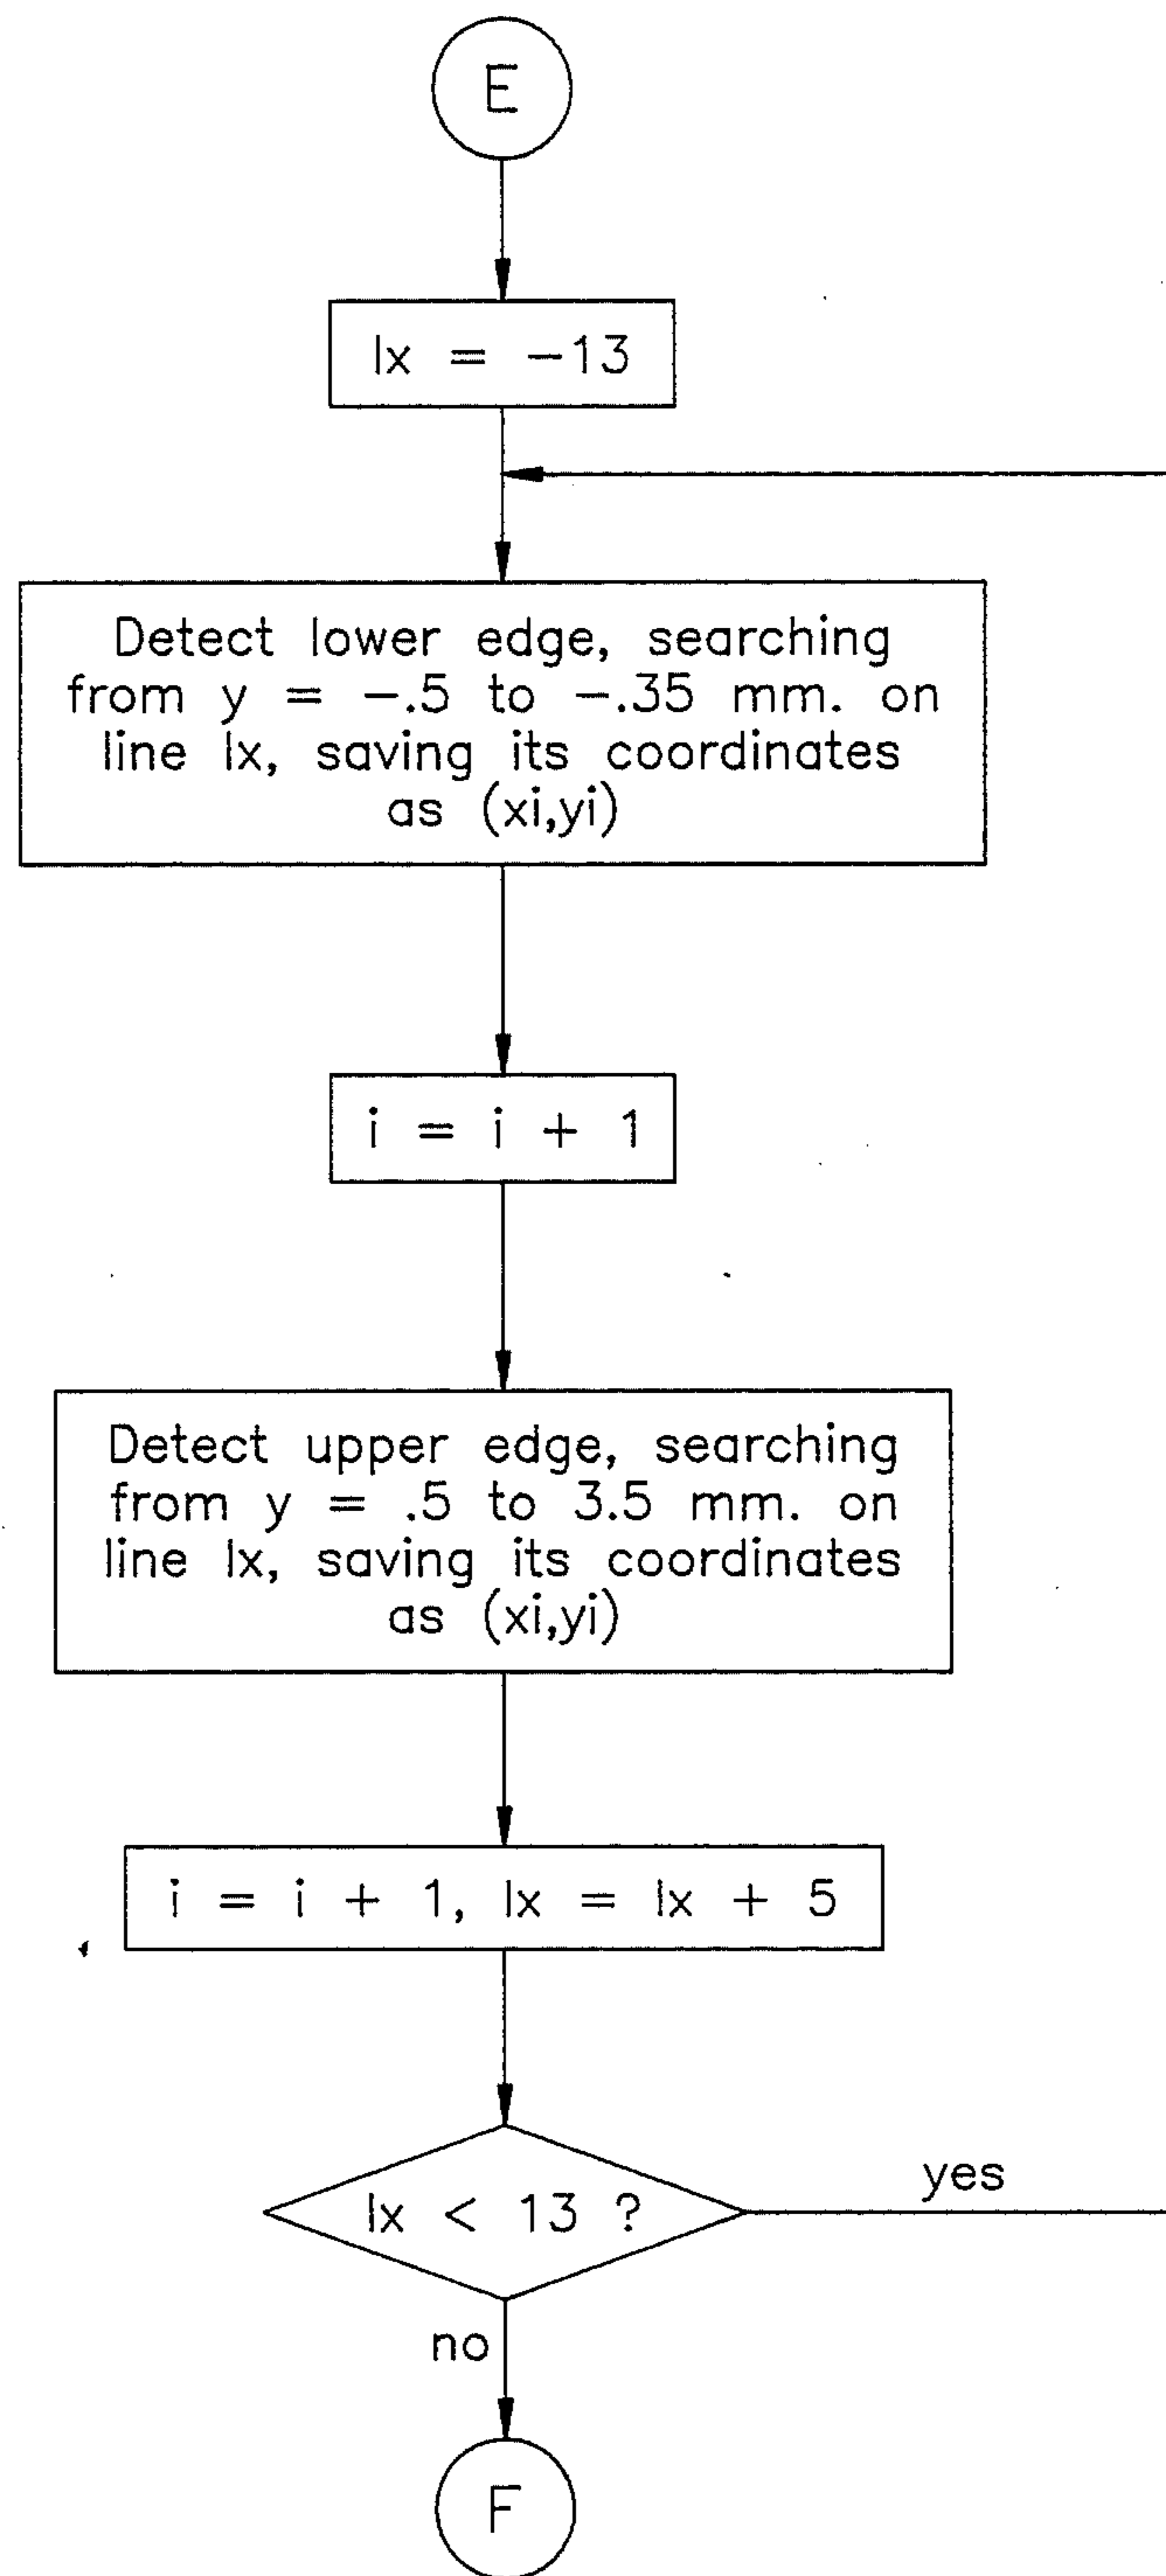 E
lx = -13
Detect lower edge, searching
from y = -.5 to -.35 mm. on
line lx, saving its coordinates
as (xi,yi)
i = i + 1
Detect upper edge, searching
from y = .5 to 3.5 mm. on
line lx, saving its coordinates
as (xi,yi)
i = i + 1, lx = lx + 5
lx < 13 ?
yes
no
F